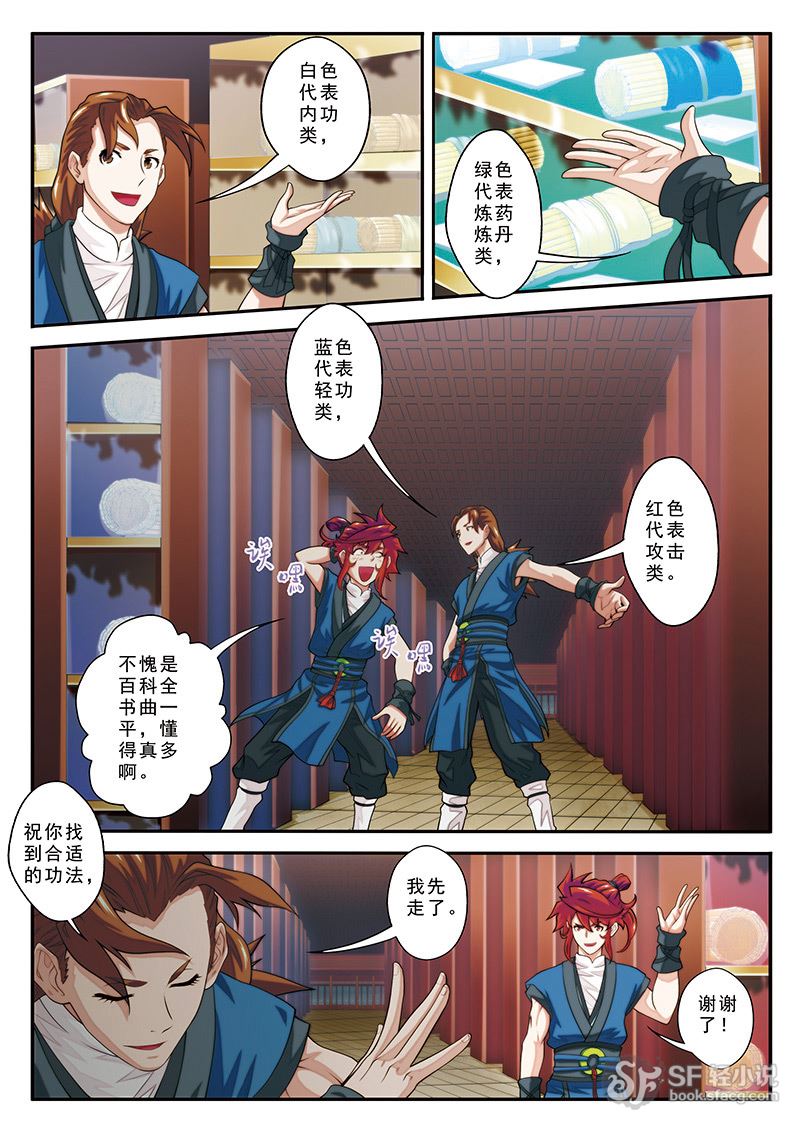 白色
代表
内功
类，
绿色
代表
炼药
炼丹
类，
蓝色
代表
轻功
类，
红色
代表
攻击
类。
诶嘿
诶嘿
不愧是
百科全
书曲一
平，懂
得真多
啊。
祝你找
到合适
的功法，
我先
走了。
谢谢
了！
SF轻小说
book.sfacg.com